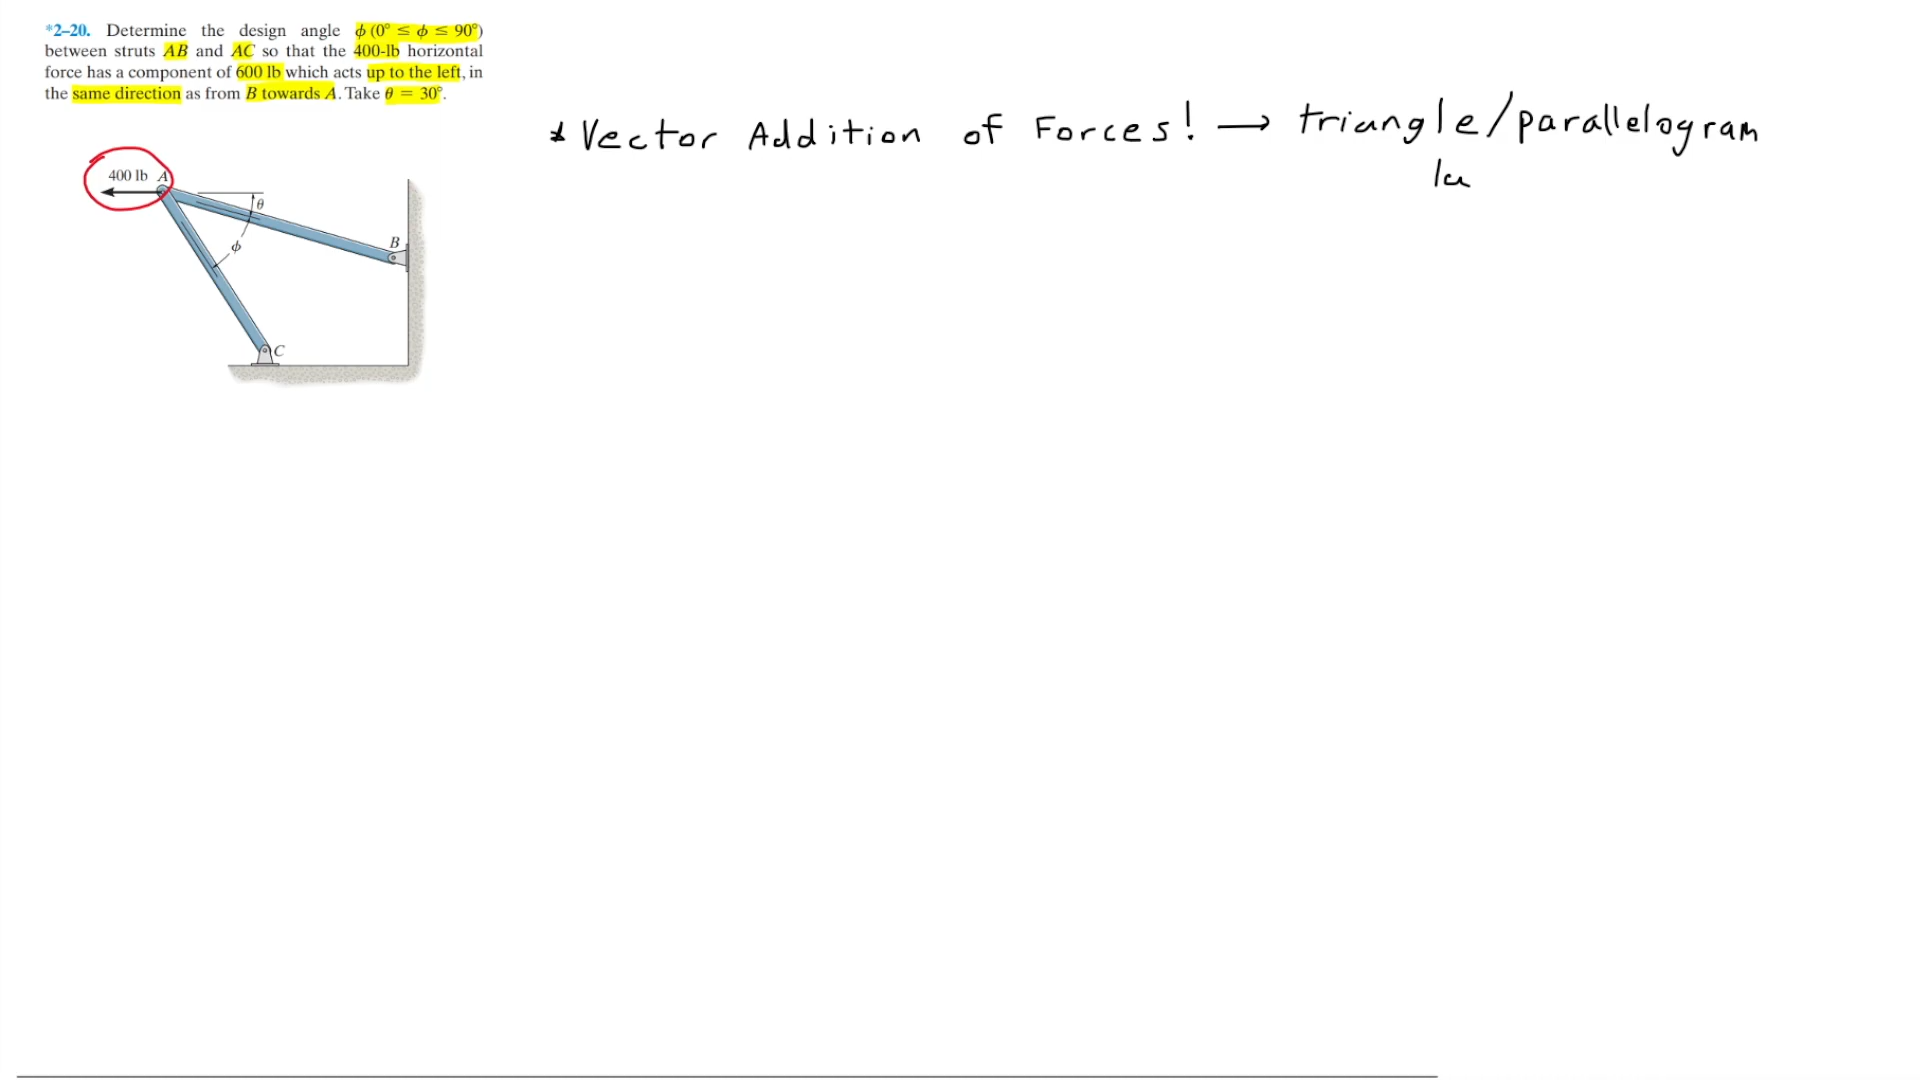 *2–20. Determine the design angle ϕ (0° ≤ ϕ ≤ 90°)
between struts AB and AC so that the 400-lb horizontal
force has a component of 600 lb which acts up to the left, in
the same direction as from B towards A. Take θ = 30°.
* Vector Addition of Forces! → triangle/parallelogram
la
400 lb A
θ
ϕ
B
C